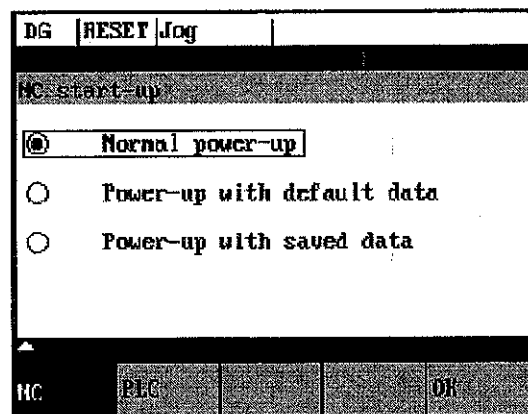 DG RESET Jog
NC start-up
Normal power-up
Power-up with default data
Power-up with saved data
NC PLC OK